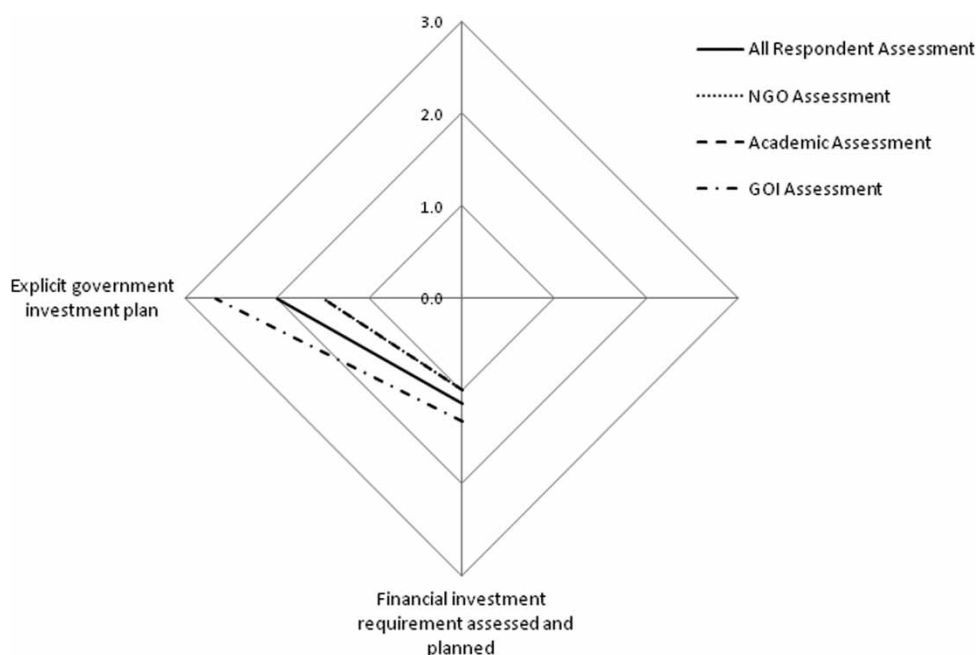 3.0
2.0
1.0
0.0
All Respondent Assessment
NGO Assessment
Academic Assessment
GOI Assessment
Explicit government
investment plan
Financial investment
requirement assessed and
planned